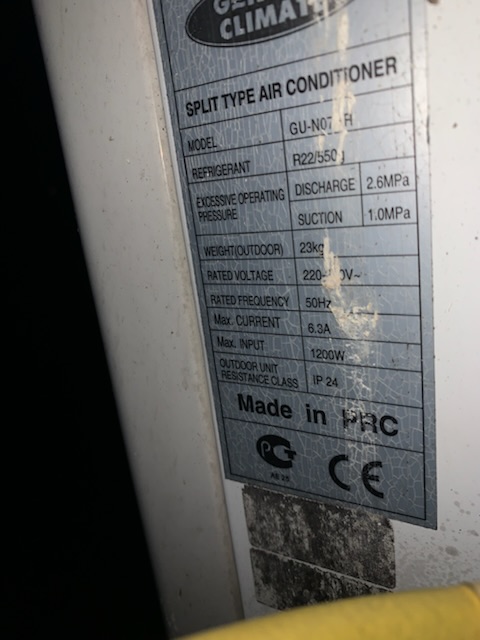 CLIMAT
SPLIT TYPE AIR CONDITIONER
MODEL
REFRIGERANT R22/550g
EXCESSIVE OPERATING PRESSURE DISCHARGE 2.6MPa
SUCTION 1.0MPa
WEIGHT(OUTDOOR) 23kg
RATED VOLTAGE
RATED FREQUENCY 50Hz
Max. CURRENT 6.3A
Max. INPUT 1200W
OUTDOOR UNIT RESISTANCE CLASS IP 24
Made in PRC
CE